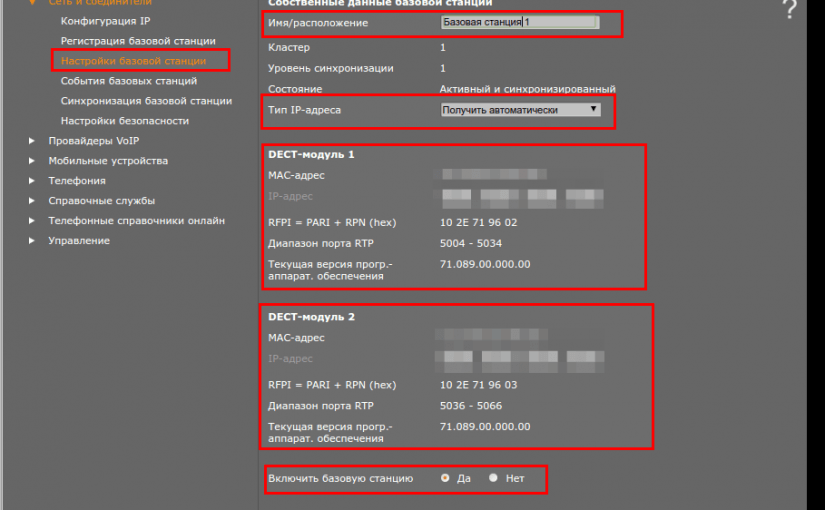 Сеть и соединители
Конфигурация IP
Регистрация базовой станции
Настройки базовой станции
События базовых станций
Синхронизация базовой станции
Настройки безопасности
Провайдеры VoIP
Мобильные устройства
Телефония
Справочные службы
Телефонные справочники онлайн
Управление
Собственные данные базовой станции
?
Имя/расположение Базовая станция 1
Кластер 1
Уровень синхронизации 1
Состояние Активный и синхронизированный
Тип IP-адреса Получить автоматически
DECT-модуль 1
MAC-адрес
IP-адрес
RFPI = PARI + RPN (hex) 10 2E 71 96 02
Диапазон порта RTP 5004 - 5034
Текущая версия прогр.- 71.089.00.000.00
аппарат. обеспечения
DECT-модуль 2
MAC-адрес
IP-адрес
RFPI = PARI + RPN (hex) 10 2E 71 96 03
Диапазон порта RTP 5036 - 5066
Текущая версия прогр.- 71.089.00.000.00
аппарат. обеспечения
Включить базовую станцию Да Нет